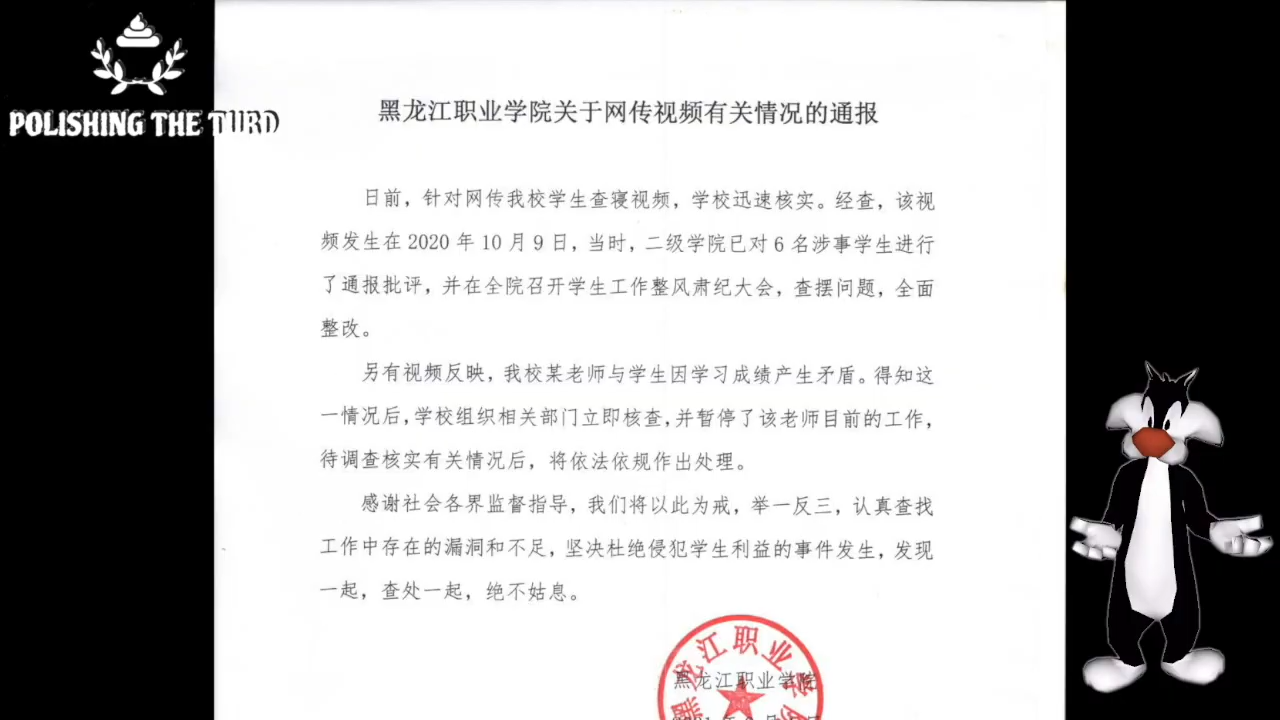 POLISHING THE TURD
黑龙江职业学院关于网传视频有关情况的通报
日前，针对网传我校学生查寝视频，学校迅速核实。经查，该视
频发生在 2020 年 10 月 9 日，当时，二级学院已对 6 名涉事学生进行
了通报批评，并在全院召开学生工作整风肃纪大会，查摆问题，全面
整改。
另有视频反映，我校某老师与学生因学习成绩产生矛盾。得知这
一情况后，学校组织相关部门立即核查，并暂停了该老师目前的工作，
待调查核实有关情况后，将依法依规作出处理。
感谢社会各界监督指导，我们将以此为戒，举一反三，认真查找
工作中存在的漏洞和不足，坚决杜绝侵犯学生利益的事件发生，发现
一起，查处一起，绝不姑息。
黑龙江职业学院
黑龙江职业学院